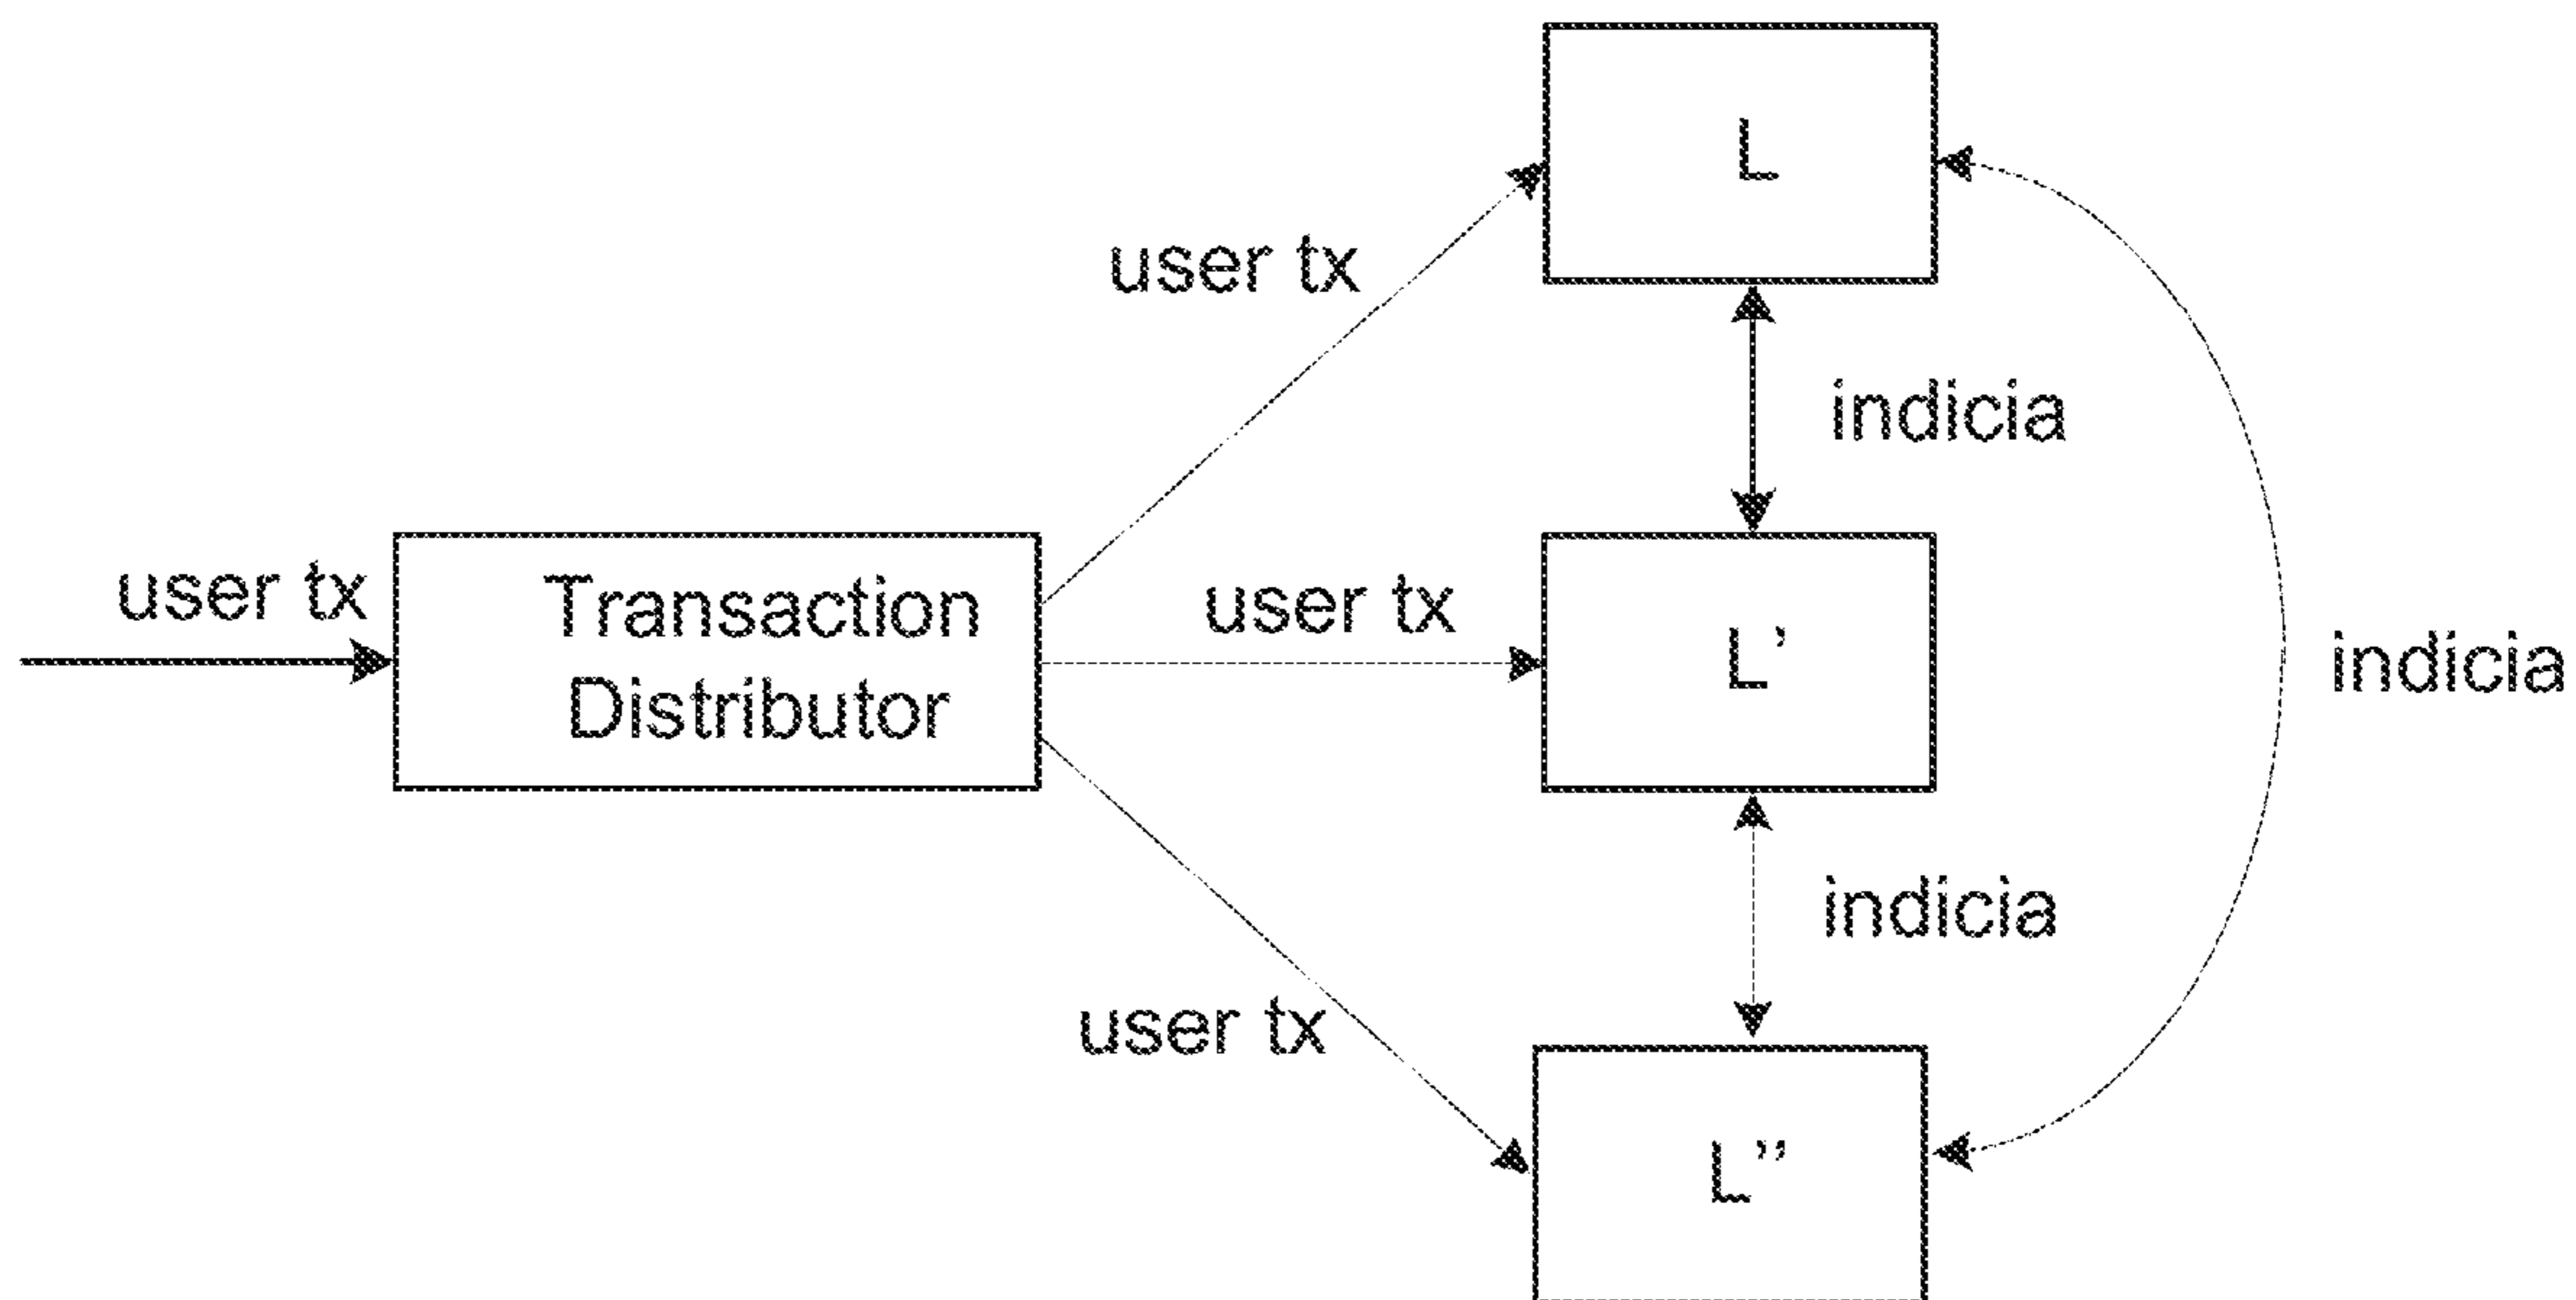 L
user tx
indicia
user tx
Transaction
Distributor
user tx
L’
indicia
indicia
user tx
L’’